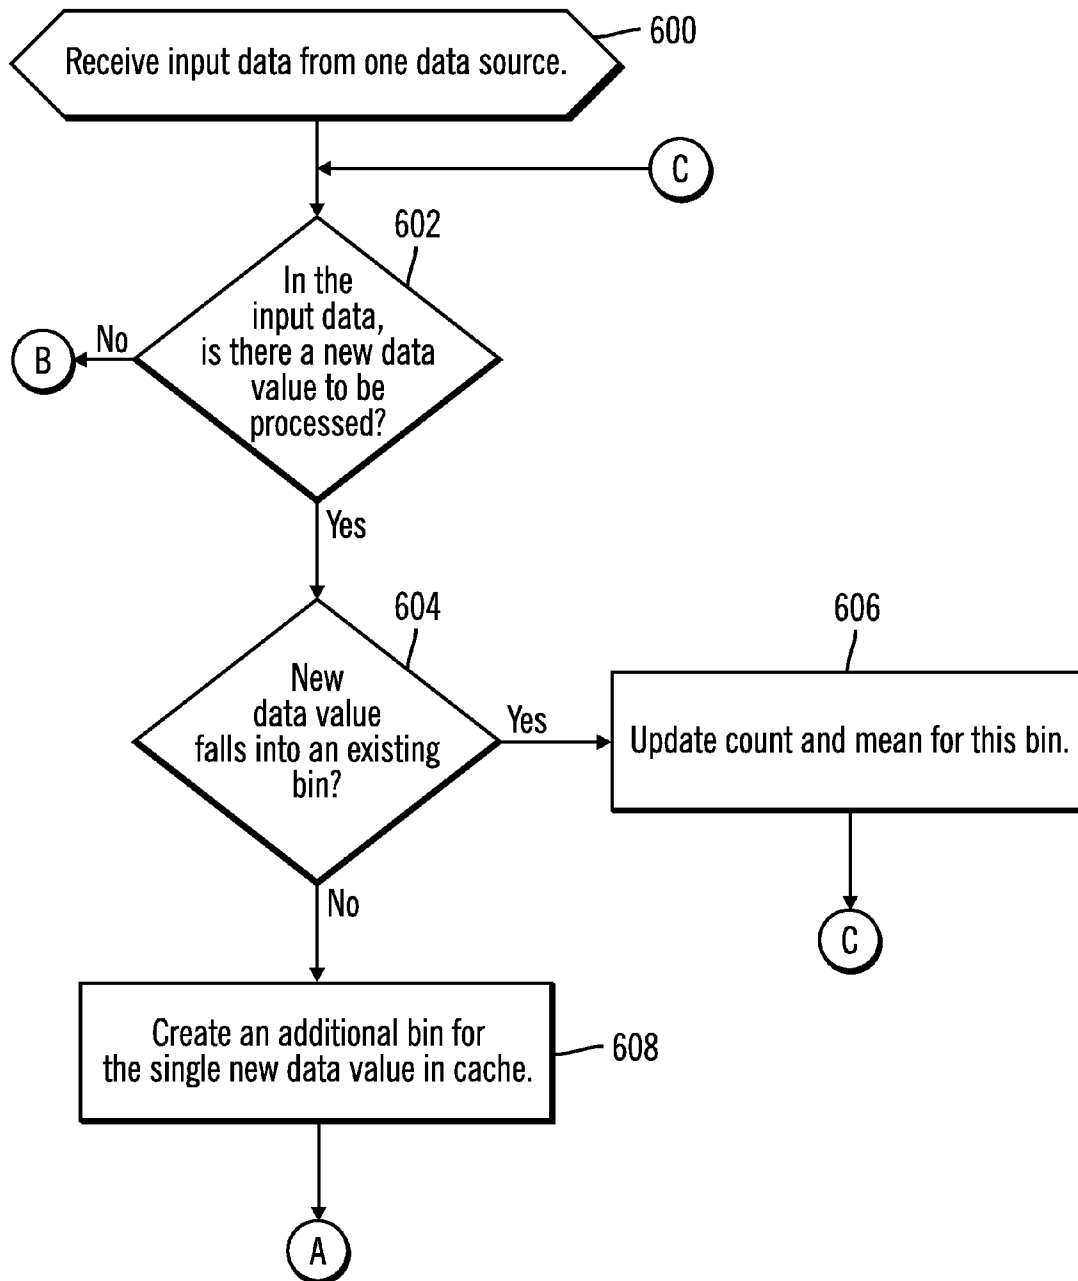 600
Receive input data from one data source.
C
602
In the
input data,
is there a new data
value to be
processed?
No
B
Yes
604
New
data value
falls into an existing
bin?
Yes
606
Update count and mean for this bin.
C
No
Create an additional bin for
the single new data value in cache.
608
A